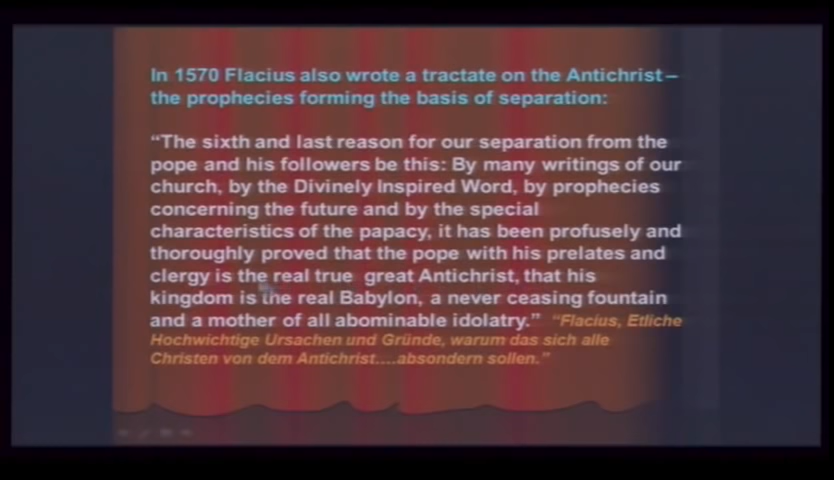 In 1570 Flacius also wrote a tractate on the Antichrist –
the prophecies forming the basis of separation:
“The sixth and last reason for our separation from the
pope and his followers be this: By many writings of our
church, by the Divinely Inspired Word, by prophecies
concerning the future and by the special
characteristics of the papacy, it has been profusely and
thoroughly proved that the pope with his prelates and
clergy is the real true great Antichrist, that his
kingdom is the real Babylon, a never ceasing fountain
and a mother of all abominable idolatry.” “Flacius, Etliche
Hochwichtige Ursachen und Gründe, warum das sich alle
Christen von dem Antichrist....absondern sollen.”